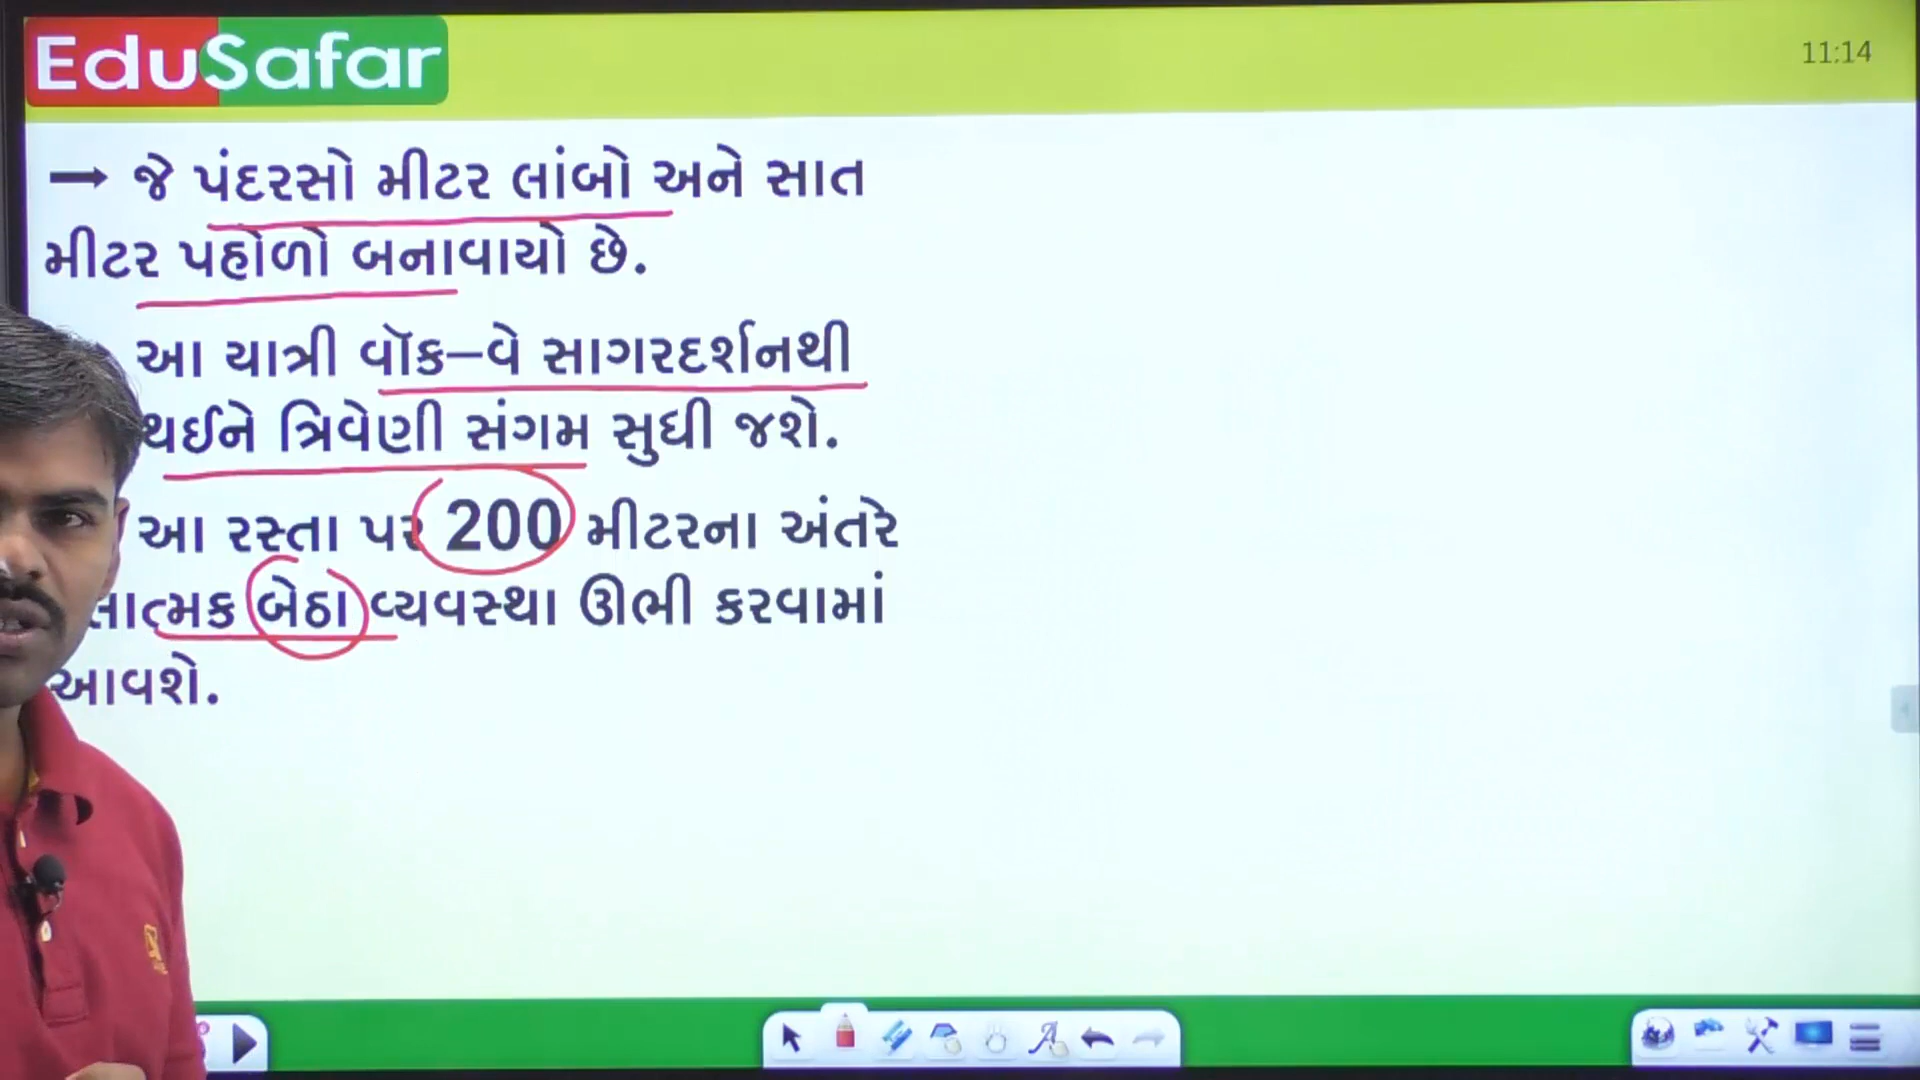 EduSafar
11:14
→ જે પંદરસો મીટર લાંબો અને સાત
મીટર પહોળો બનાવાયો છે.
આ યાત્રી વૉક–વે સાગરદર્શનથી
થઈને ત્રિવેણી સંગમ સુધી જશે.
આ રસ્તા પર 200 મીટરના અંતરે
બેઠા વ્યવસ્થા ઊભી કરવામાં
આવશે.